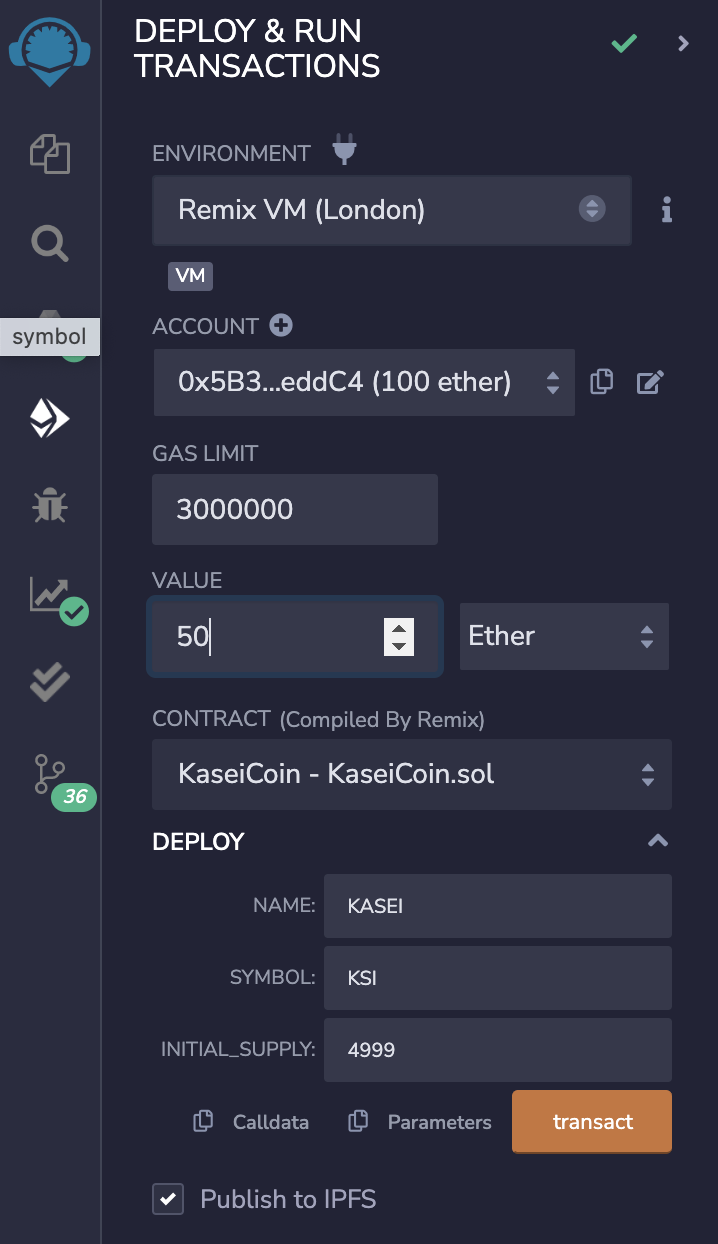 DEPLOY & RUN
TRANSACTIONS
ENVIRONMENT
Remix VM (London)
VM
symbol
ACCOUNT
0x5B3...eddC4 (100 ether)
GAS LIMIT
3000000
VALUE
50
Ether
CONTRACT (Compiled By Remix)
KaseiCoin - KaseiCoin.sol
36
DEPLOY
NAME: KASEI
SYMBOL: KSI
INITIAL_SUPPLY: 4999
Calldata Parameters transact
Publish to IPFS